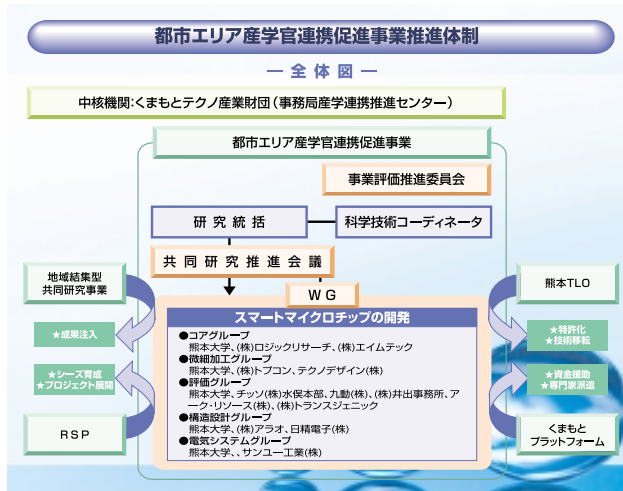 都市エリア産学官連携促進事業推進体制
― 全 体 図 ―
中核機関:くまもとテクノ産業財団(事務局産学連携推進センター)
都市エリア産学官連携促進事業
事業評価推進委員会
研 究 統 括
科学技術コーディネータ
共 同 研 究 推 進 会 議
WG
地域結集型
共同研究事業
★成果注入
★シーズ育成
★プロジェクト展開
RSP
スマートマイクロチップの開発
●コアグループ
熊本大学、(株)ロジックリサーチ、(株)エイムテック
●微細加工グループ
熊本大学、(株)トプコン、テクノデザイン(株)
●評価グループ
熊本大学、チッソ(株)水俣本部、九動(株)、(株)井出事務所、ア
ーク・リソース(株)、(株)トランスジェニック
●構造設計グループ
熊本大学、(株)アラオ、日精電子(株)
●電気システムグループ
熊本大学、、サンユー工業(株)
熊本TLO
★特許化
★技術移転
★資金援助
★専門家派遣
くまもと
プラットフォーム